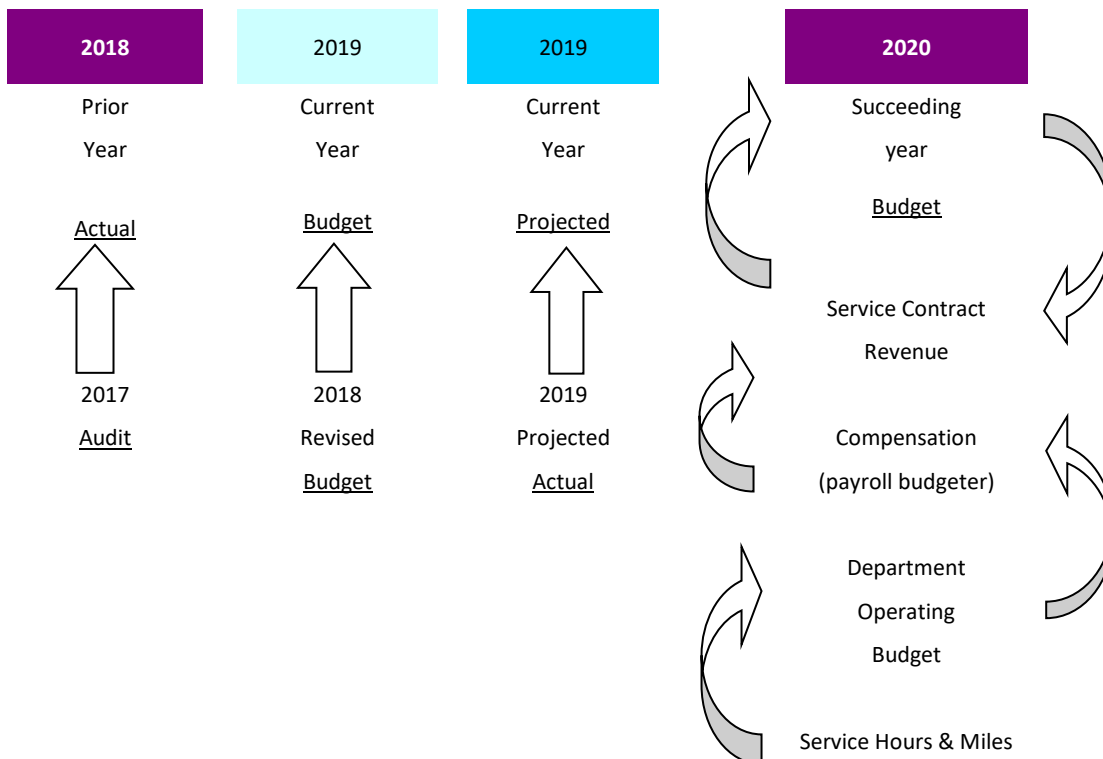 2018
Prior
Year
Actual
2017
Audit
2019
Current
Year
Budget
2018
Revised
Budget
2019
Current
Year
Projected
2019
Projected
Actual
2020
Succeeding
year
Budget
Service Contract
Revenue
Compensation
(payroll budgeter)
Department
Operating
Budget
Service Hours & Miles